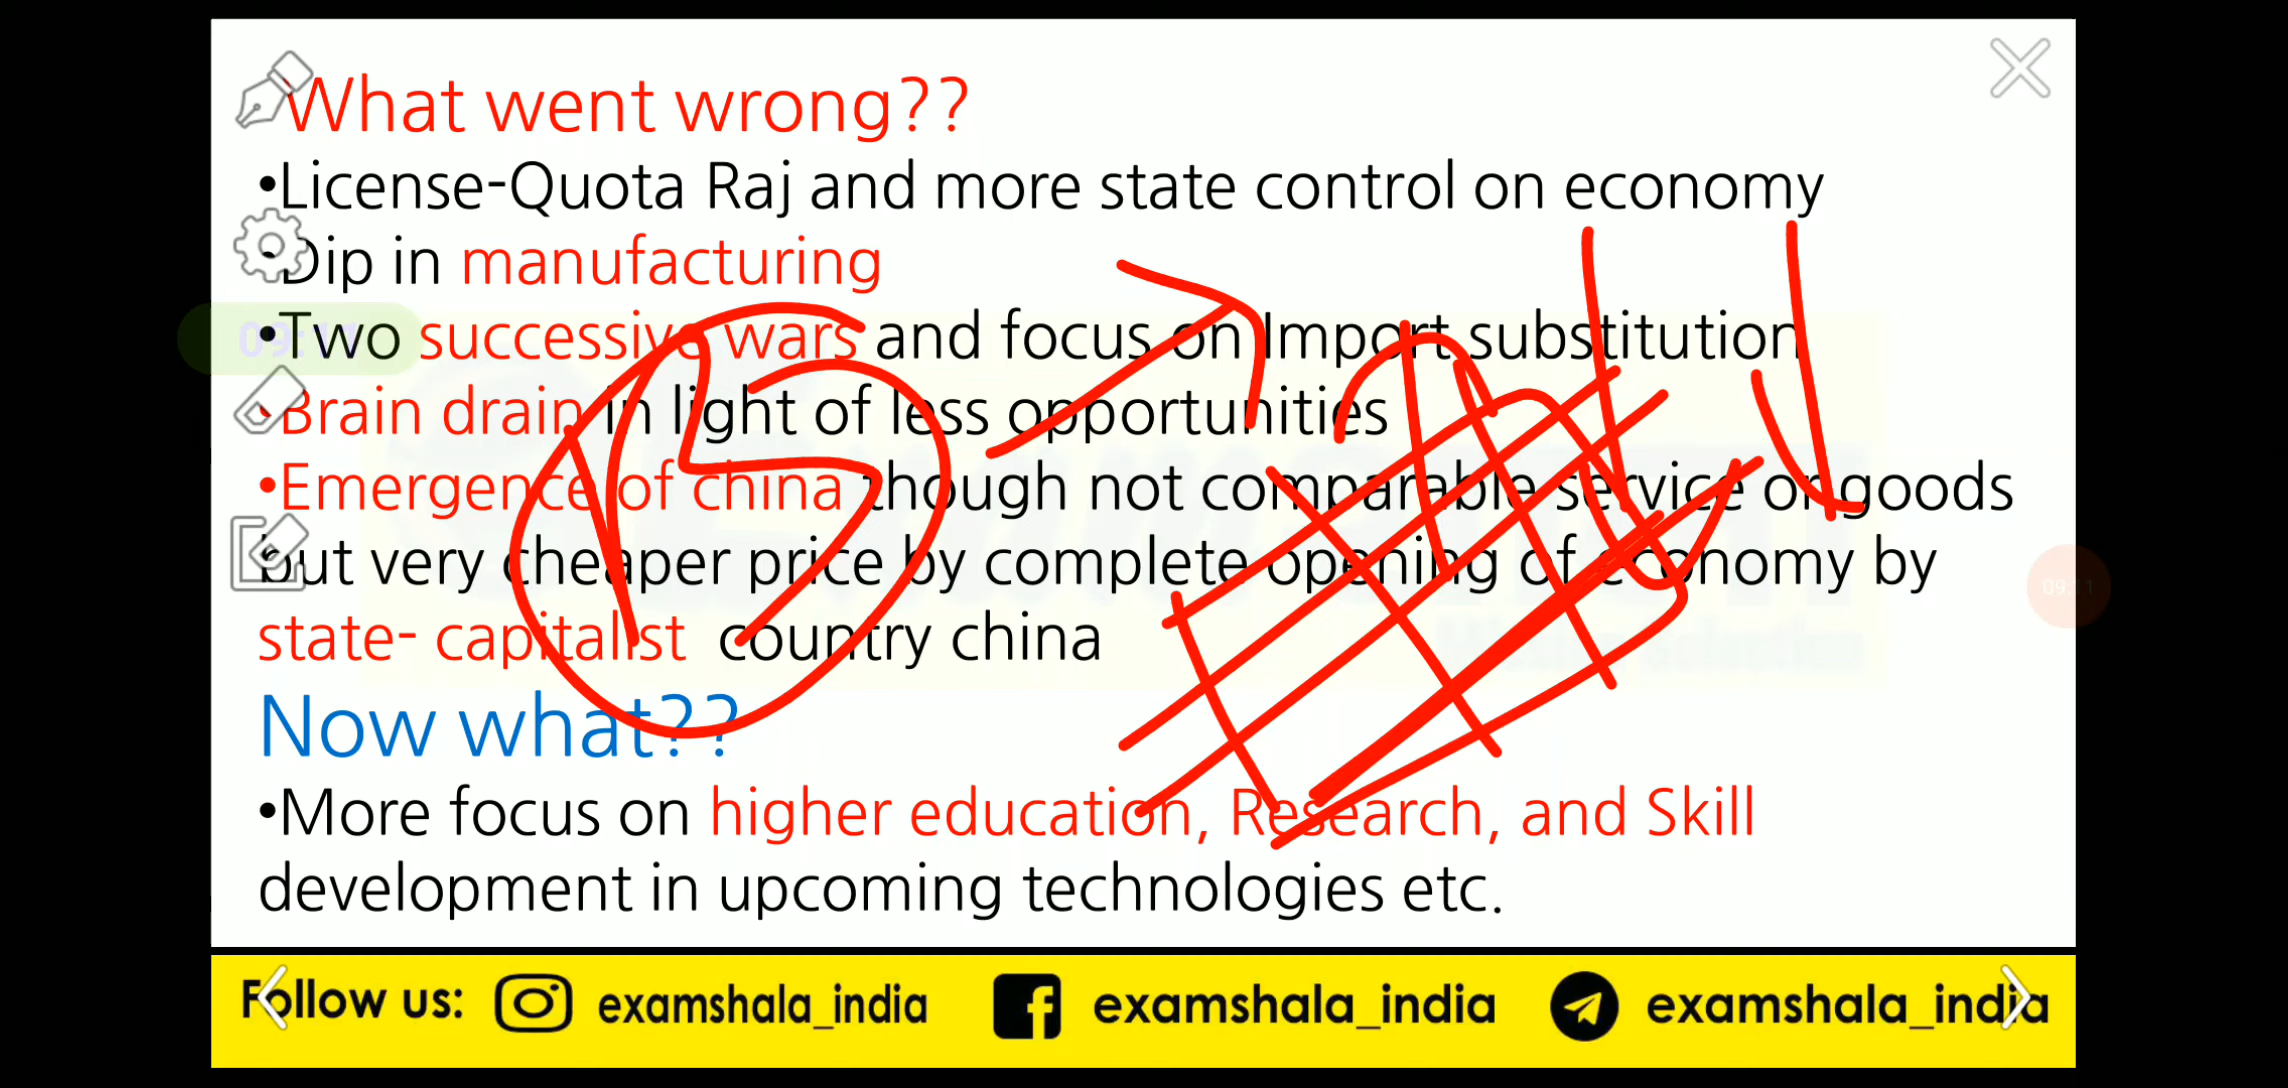 What went wrong??
•License-Quota Raj and more state control on economy
•Dip in manufacturing
•Two successive wars and focus on Import substitution
•Brain drain in light of less opportunities
•Emergence of china though not comparable service or goods
but very cheaper price by complete opening of economy by
state- capitalist country china
Now what??
•More focus on higher education, Research, and Skill
development in upcoming technologies etc.
15
09:11
Follow us: examshala_india examshala_india examshala_india